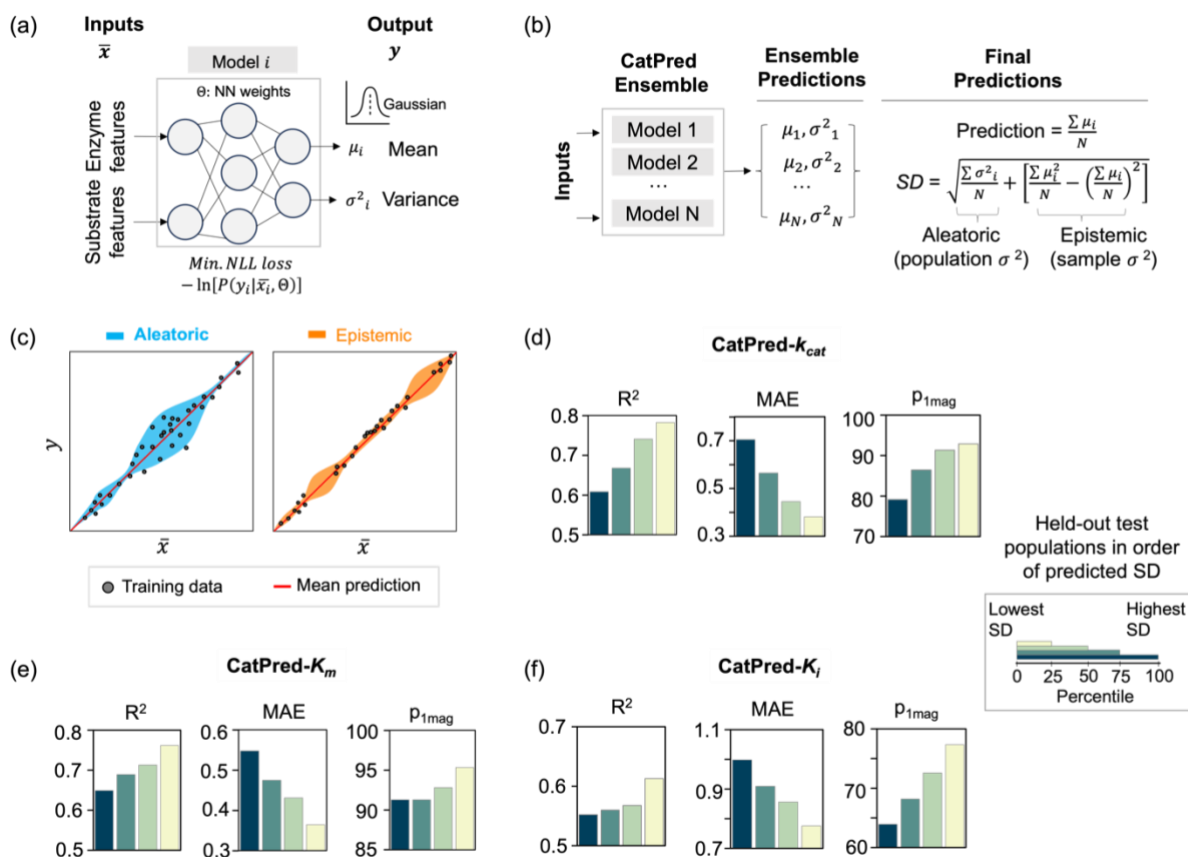 (a)
Inputs
x̄
Output
y
Model i
Θ: NN weights
Gaussian
Enzyme features
Substrate features
μᵢ Mean
σ²ᵢ Variance
Min. NLL loss
− ln[P(yᵢ|x̄ᵢ, Θ)]
(b)
CatPred Ensemble
Ensemble Predictions
Final Predictions
Inputs
Model 1
Model 2
...
Model N
μ₁, σ²₁
μ₂, σ²₂
...
μ_N, σ²_N
Prediction = ∑ μᵢ / N
SD = √(∑ σ²ᵢ / N + [∑ μᵢ² / N − (∑ μᵢ / N)²])
Aleatoric
(population σ²)
Epistemic
(sample σ²)
(c)
Aleatoric
Epistemic
y
x̄
x̄
Training data
Mean prediction
(d)
CatPred-k_cat
R²
0.8
0.7
0.6
0.5
MAE
0.7
0.5
0.3
p₁mag
100
90
80
70
Held-out test
populations in order
of predicted SD
Lowest SD
Highest SD
0 25 50 75 100
Percentile
(e)
CatPred-K_m
R²
0.8
0.7
0.6
0.5
MAE
0.6
0.5
0.4
0.3
p₁mag
100
95
90
85
(f)
CatPred-K_i
R²
0.7
0.6
0.5
MAE
1.1
0.9
0.7
p₁mag
80
70
60